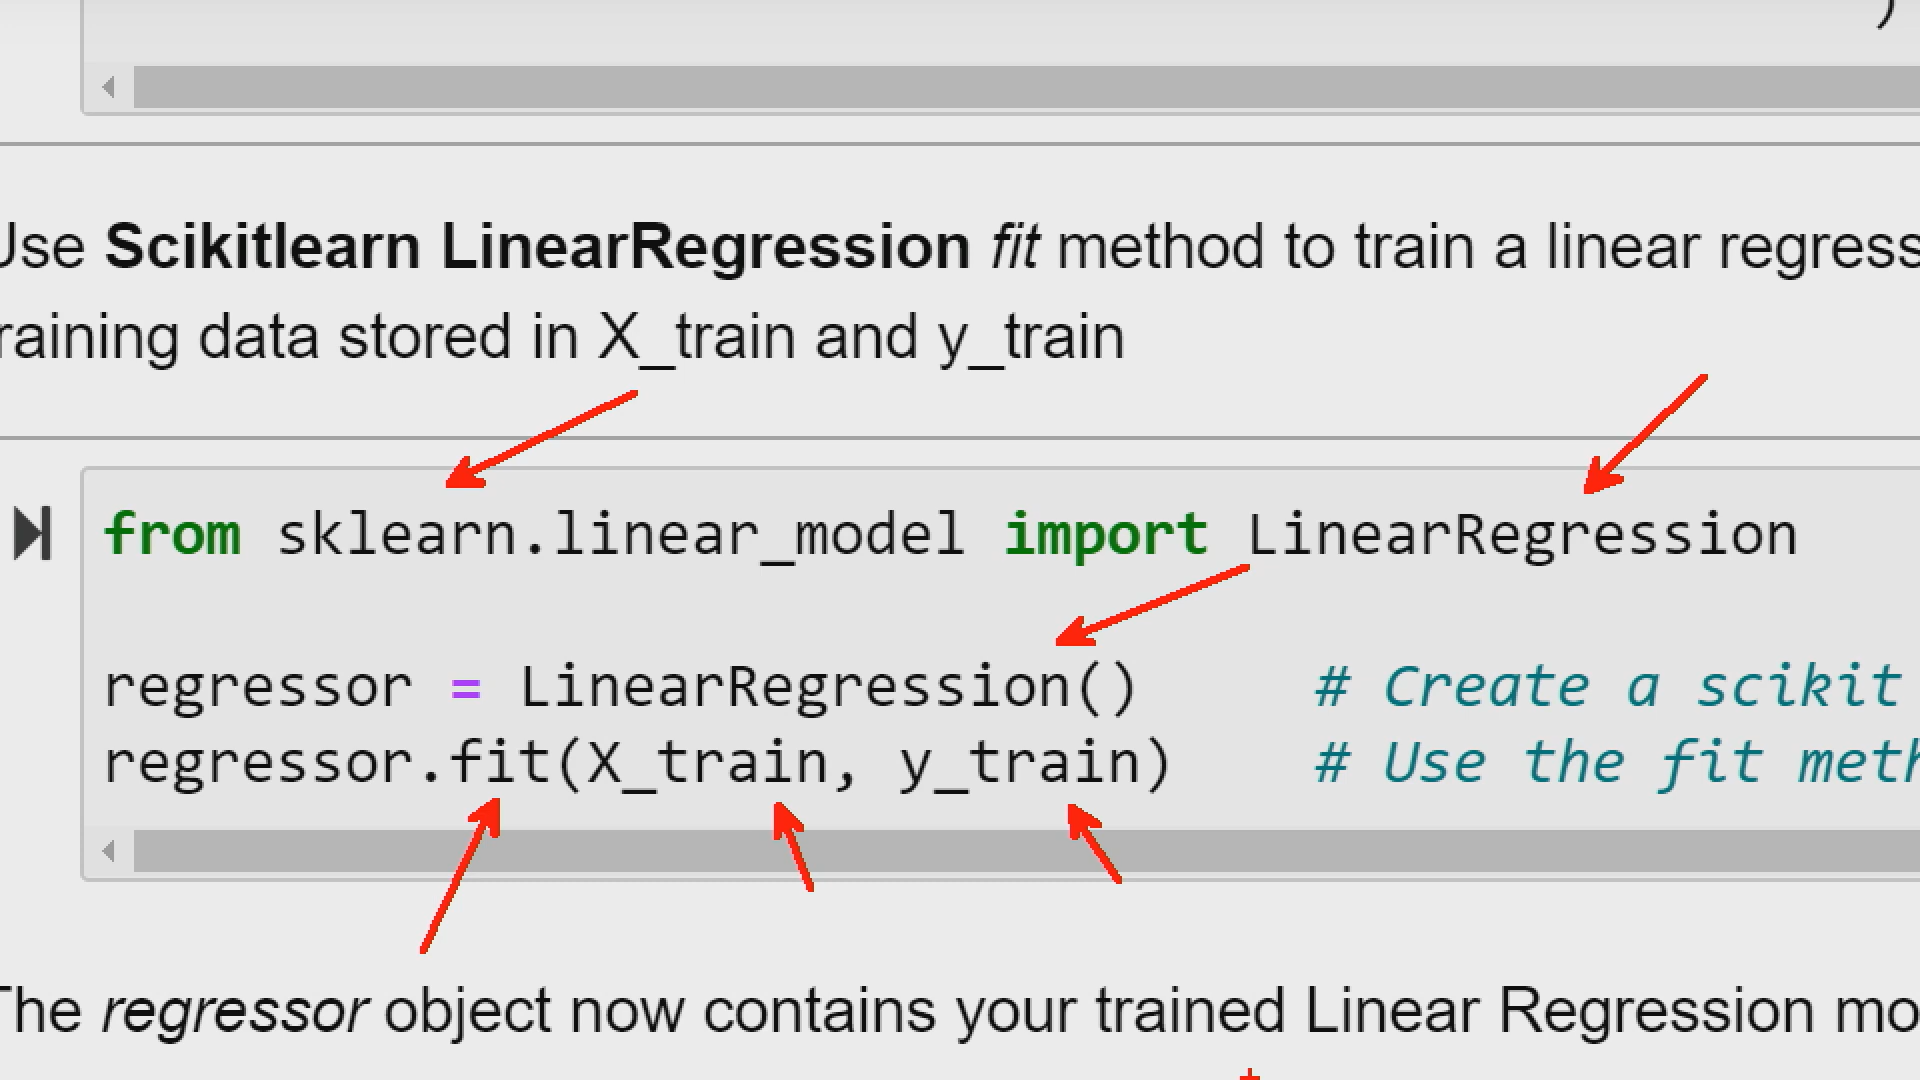 )
Use Scikitlearn LinearRegression fit method to train a linear regress
raining data stored in X_train and y_train
from sklearn.linear_model import LinearRegression
regressor = LinearRegression()     # Create a scikit
regressor.fit(X_train, y_train)    # Use the fit meth
The regressor object now contains your trained Linear Regression mo